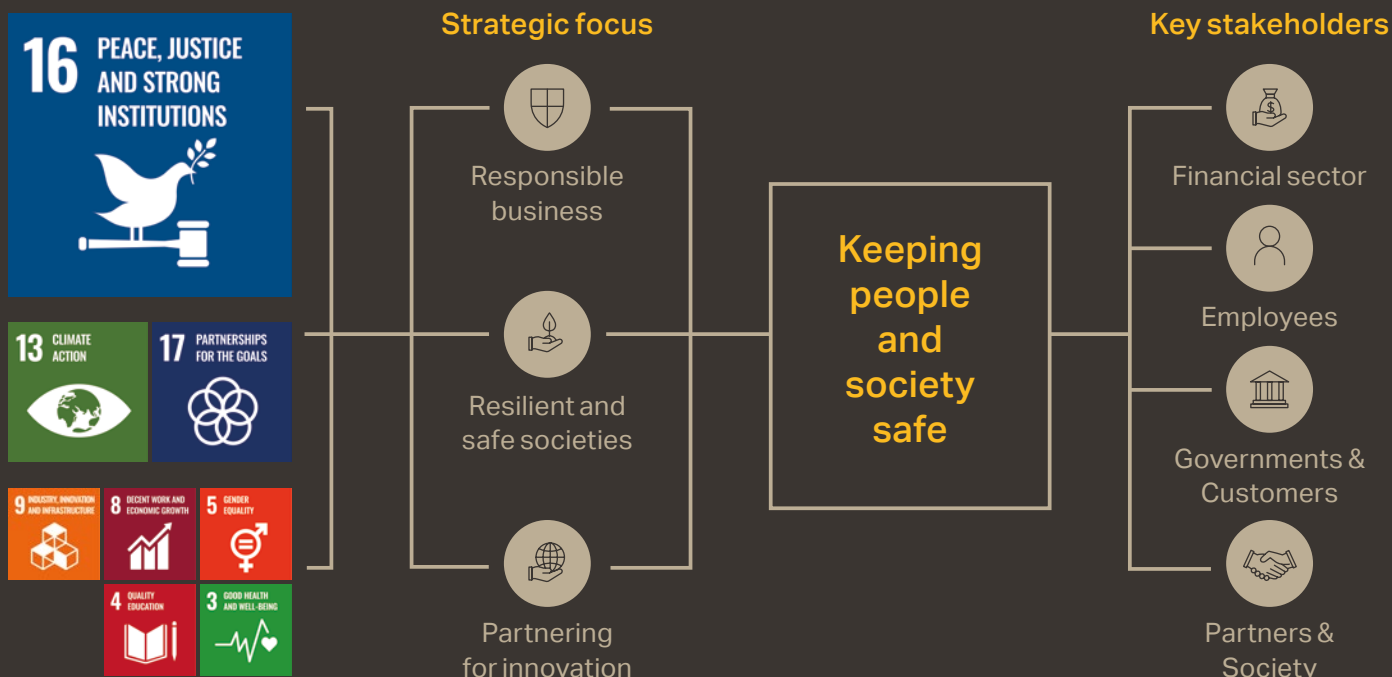 16 PEACE, JUSTICE
AND STRONG
INSTITUTIONS
13 CLIMATE
ACTION
17 PARTNERSHIPS
FOR THE GOALS
9 INDUSTRY, INNOVATION
AND INFRASTRUCTURE
8 DECENT WORK AND
ECONOMIC GROWTH
5 GENDER
EQUALITY
4 QUALITY
EDUCATION
3 GOOD HEALTH
AND WELL-BEING
Strategic focus
Responsible
business
Resilient and
safe societies
Partnering
for innovation
Keeping
people
and
society
safe
Key stakeholders
$
Financial sector
Employees
Governments &
Customers
Partners &
Society